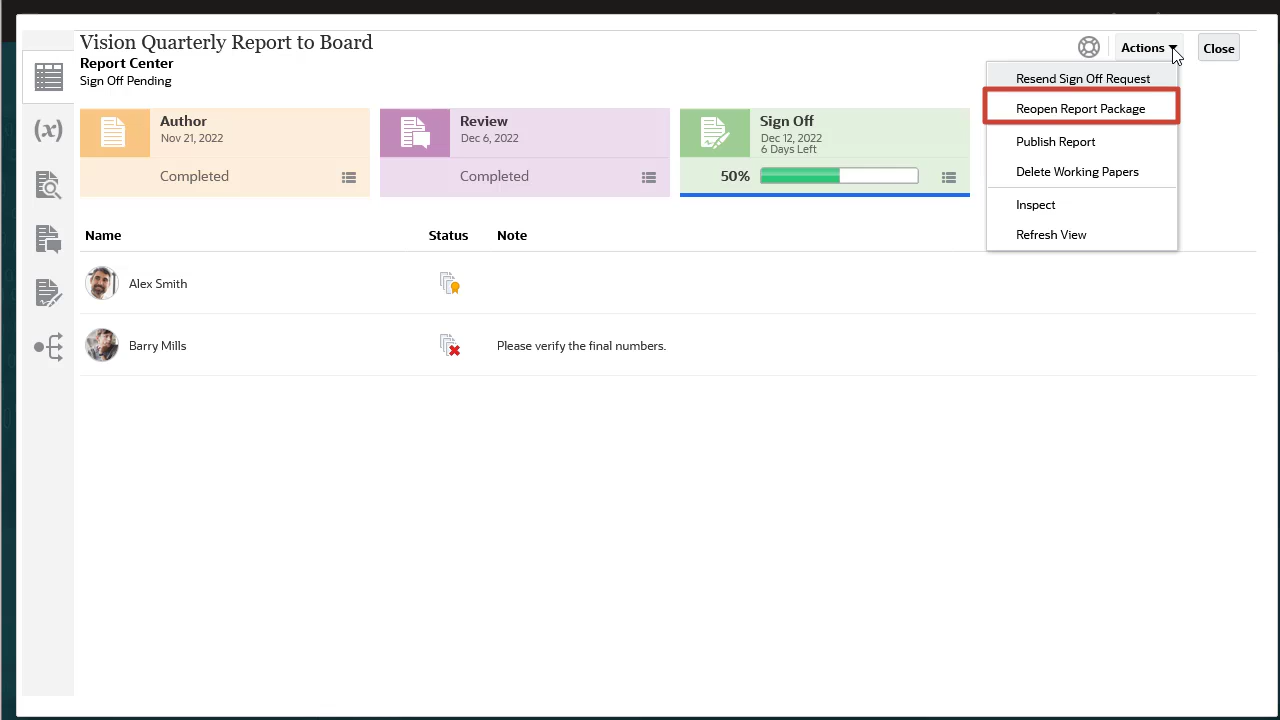 Vision Quarterly Report to Board
Report Center
Sign Off Pending
Actions
Close
Resend Sign Off Request
Reopen Report Package
Publish Report
Delete Working Papers
Inspect
Refresh View
(x)
Author
Nov 21, 2022
Completed
Review
Dec 6, 2022
Completed
Sign Off
Dec 12, 2022
6 Days Left
50%
Name Status Note
Alex Smith
Barry Mills Please verify the final numbers.